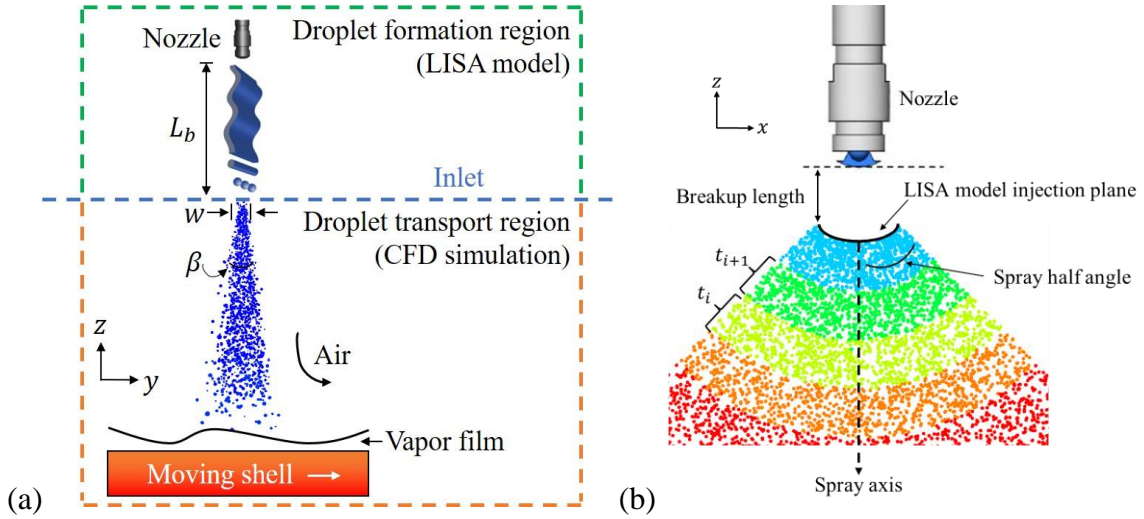 Nozzle
Droplet formation region
(LISA model)
L_b
Inlet
w
Droplet transport region
(CFD simulation)
β
z
y
Air
Vapor film
Moving shell
(a)
z
x
Nozzle
Breakup length
LISA model injection plane
t_{i+1}
t_i
Spray half angle
Spray axis
(b)